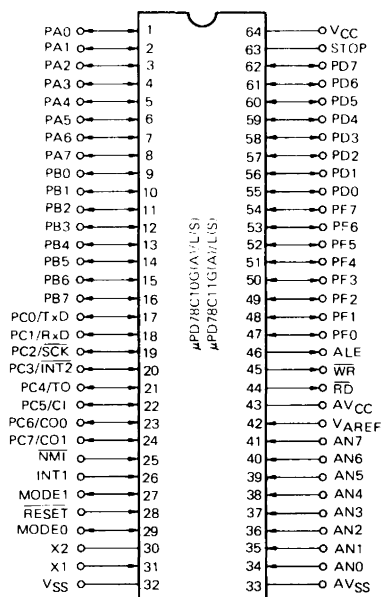 PA0 1 64 VCC
PA1 2 63 STOP
PA2 3 62 PD7
PA3 4 61 PD6
PA4 5 60 PD5
PA5 6 59 PD4
PA6 7 58 PD3
PA7 8 57 PD2
PB0 9 56 PD1
PB1 10 55 PD0
PB2 11 54 PF7
PB3 12 53 PF6
PB4 13 52 PF5
PB5 14 51 PF4
PB6 15 50 PF3
PB7 16 49 PF2
PC0/TxD 17 48 PF1
PC1/RxD 18 47 PF0
PC2/SCK 19 46 ALE
PC3/INT2 20 45 WR
PC4/TO 21 44 RD
PC5/CI 22 43 AVCC
PC6/CO0 23 42 VAREF
PC7/CO1 24 41 AN7
NMI 25 40 AN6
INT1 26 39 AN5
MODE1 27 38 AN4
RESET 28 37 AN3
MODE0 29 36 AN2
X2 30 35 AN1
X1 31 34 AN0
VSS 32 33 AVSS
μPD78C10G(A)/L(S)
μPD78C11G(A)/L(S)